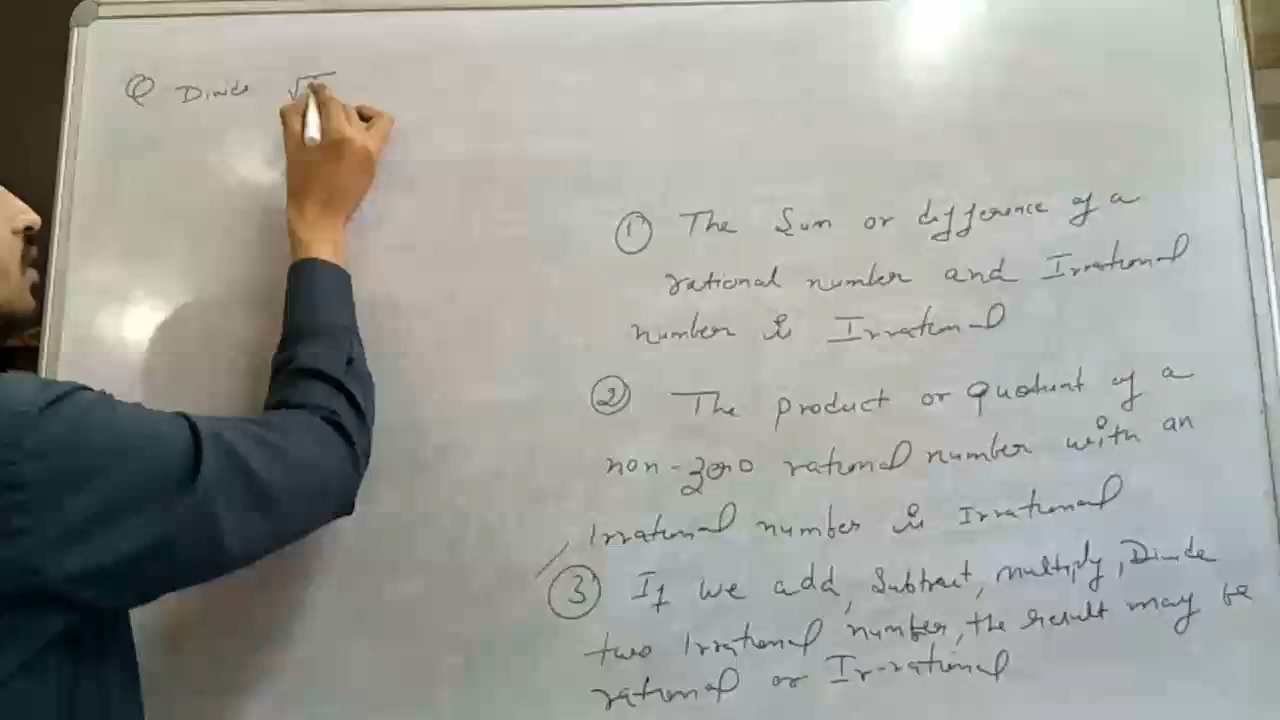 Q Divide √
① The Sum or difference of a
rational number and Irrational
number is Irrational
② The product or Quotient of a
non-zero rational number with an
Irrational number is Irrational
③ If we add, Subtract, multiply, Divide
two Irrational number, the result may be
rational or Ir-rational